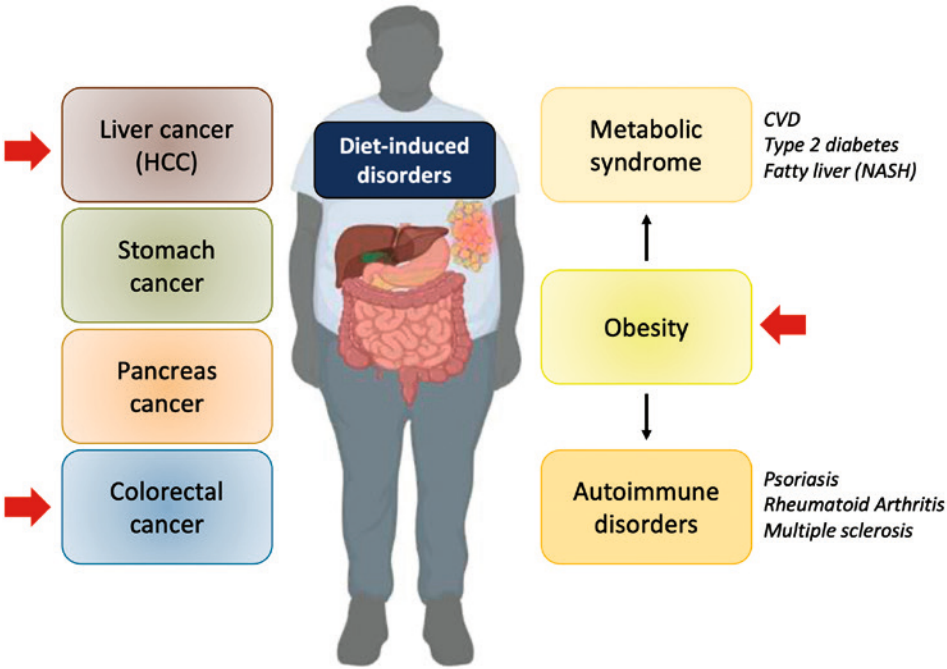 Liver cancer
(HCC)
Stomach
cancer
Pancreas
cancer
Colorectal
cancer
Diet-induced
disorders
Metabolic
syndrome
CVD
Type 2 diabetes
Fatty liver (NASH)
Obesity
Autoimmune
disorders
Psoriasis
Rheumatoid Arthritis
Multiple sclerosis